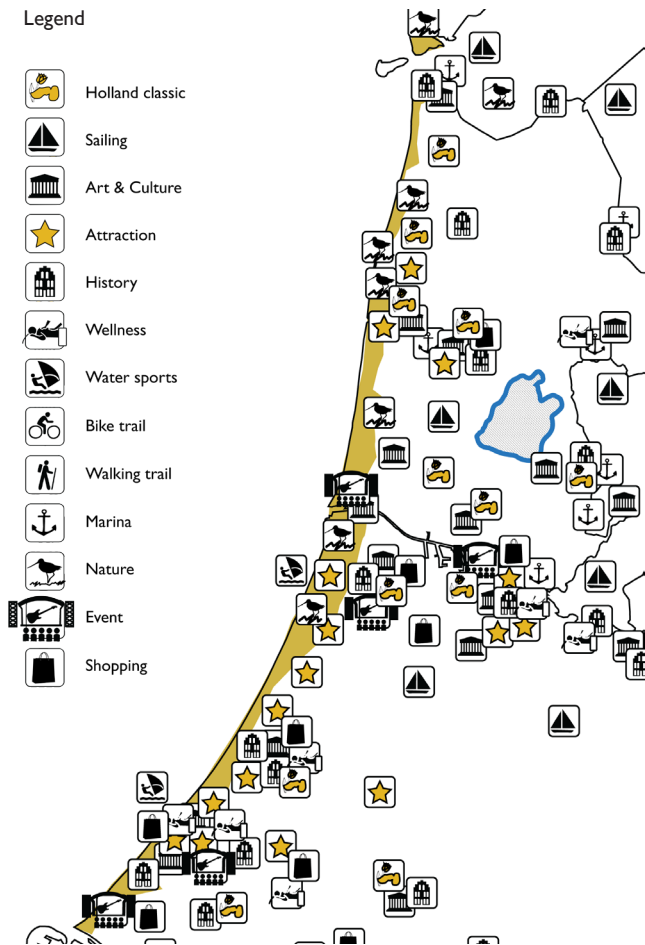 Legend
Holland classic
Sailing
Art & Culture
Attraction
History
Wellness
Water sports
Bike trail
Walking trail
Marina
Nature
Event
Shopping